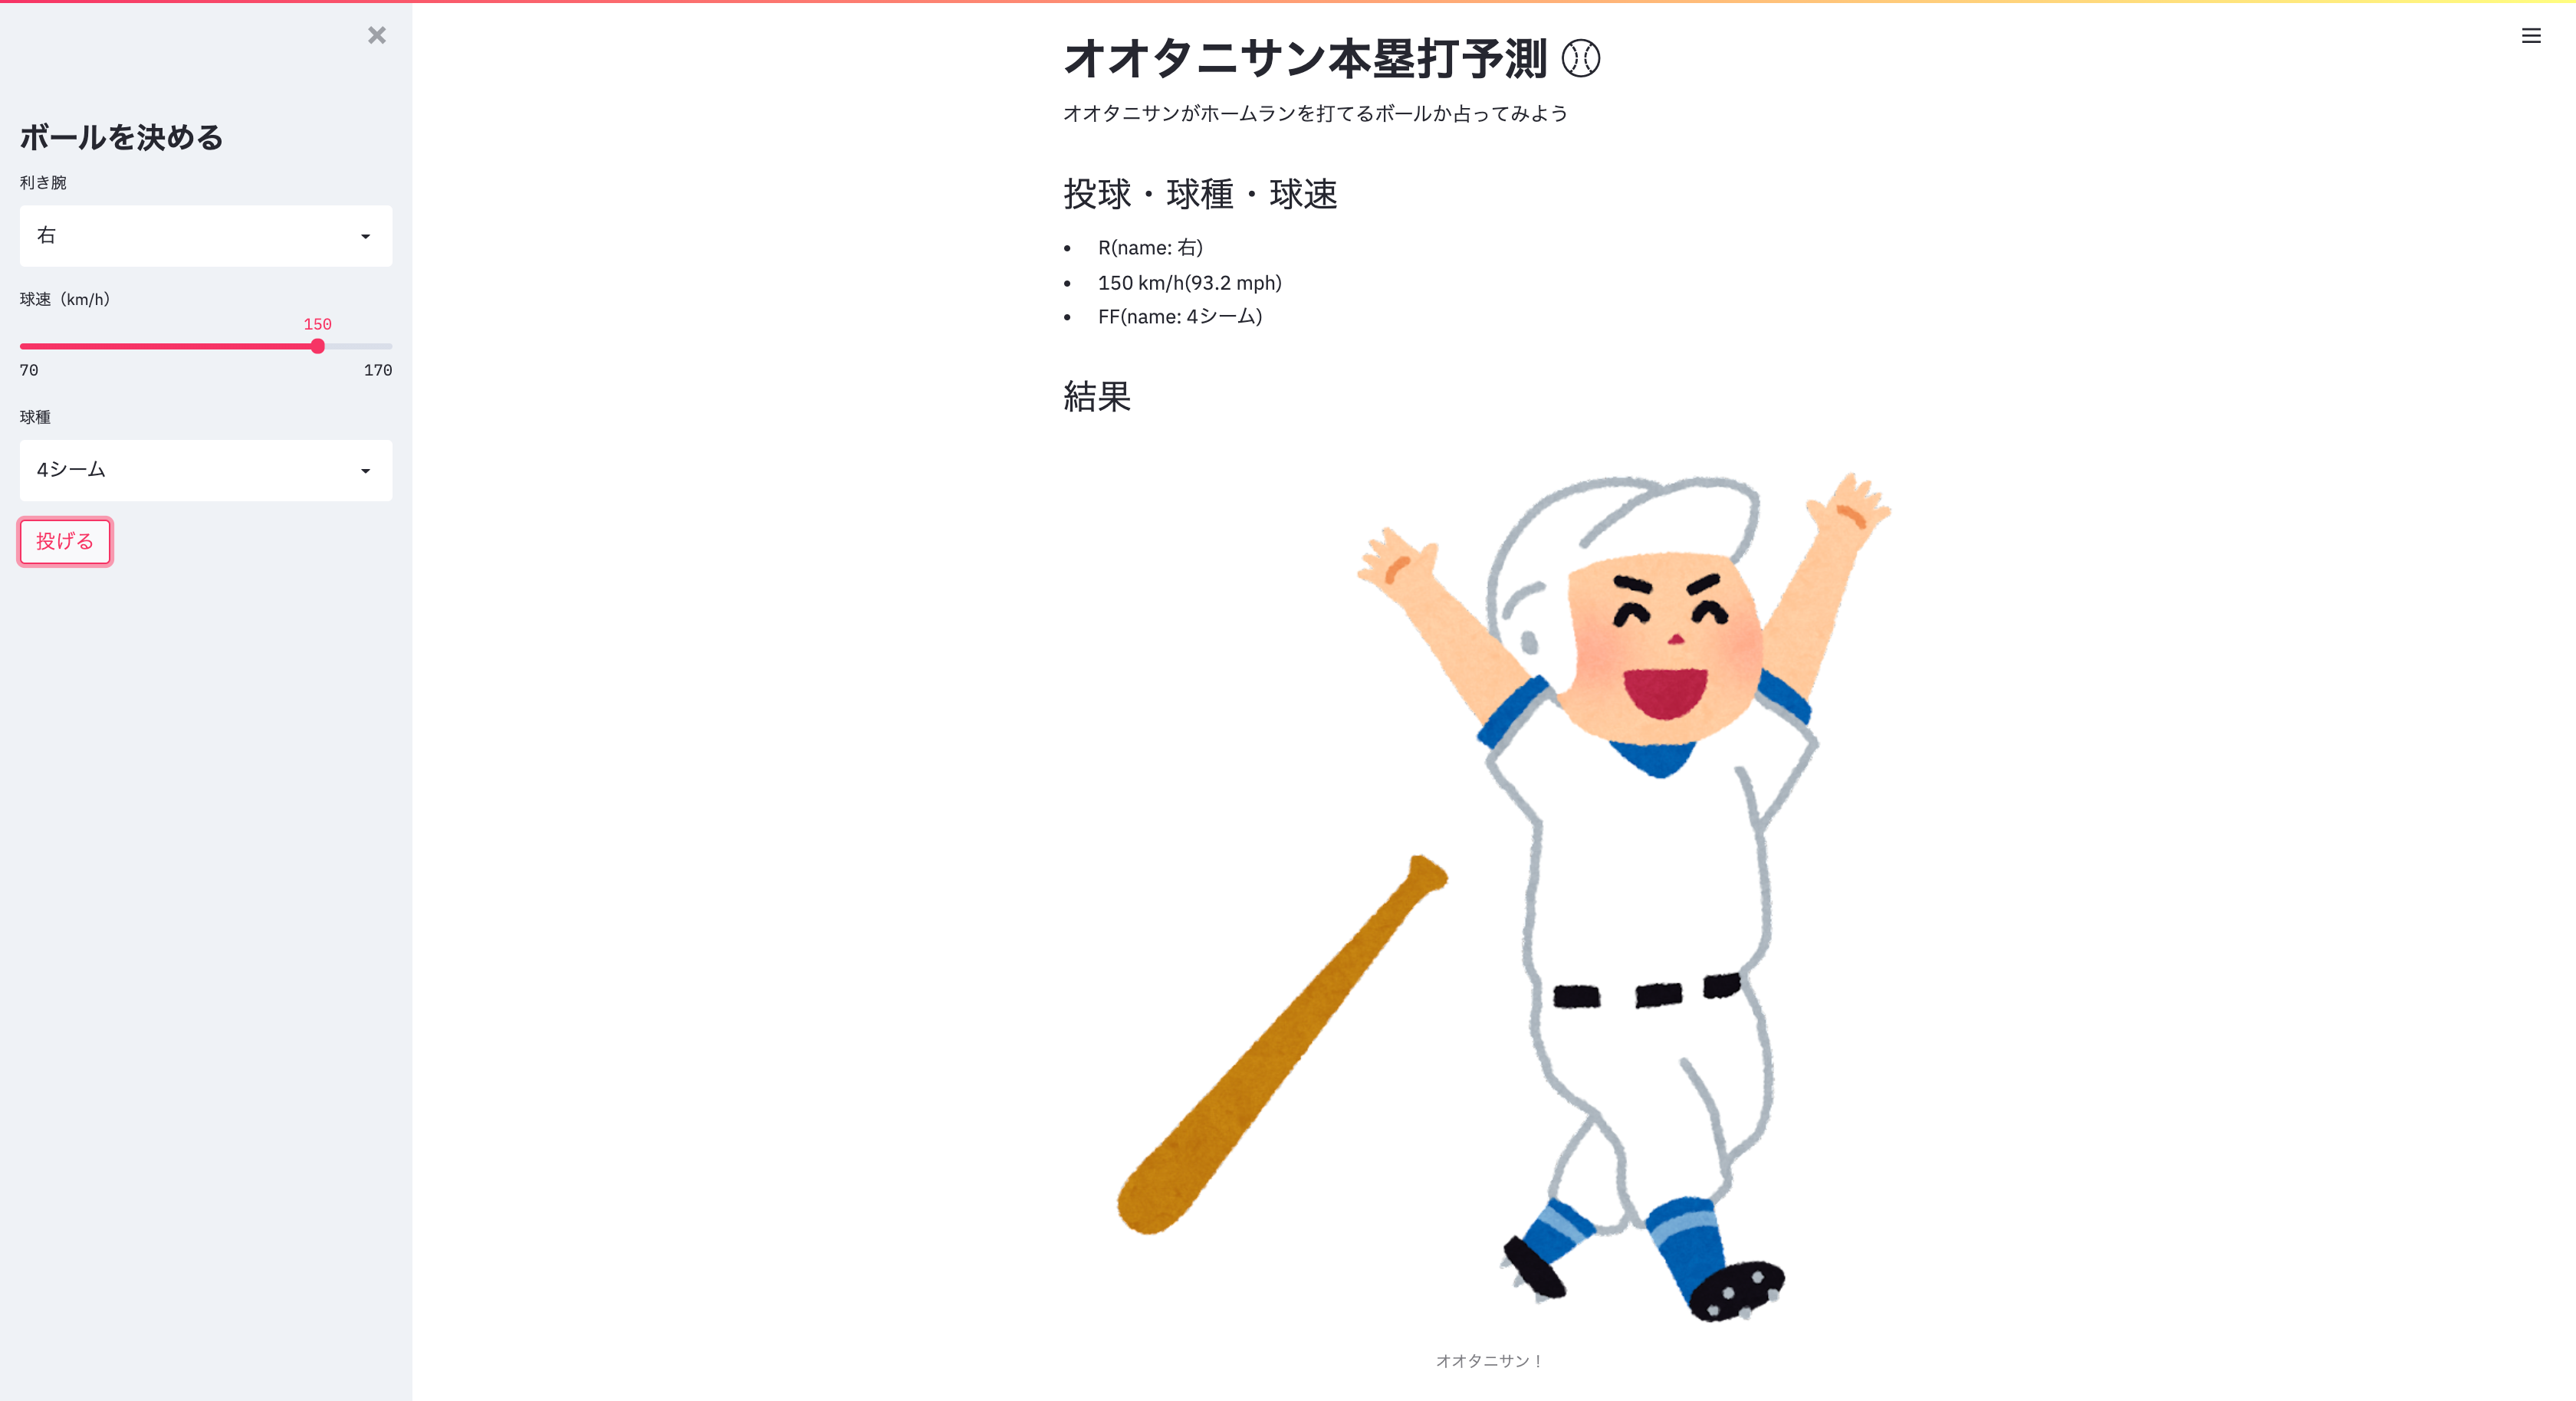 ボールを決める
利き腕
右
球速（km/h）
150
70 170
球種
4シーム
投げる
オオタニサン本塁打予測
オオタニサンがホームランを打てるボールか占ってみよう
投球・球種・球速
• R(name: 右)
• 150 km/h(93.2 mph)
• FF(name: 4シーム)
結果
オオタニサン！